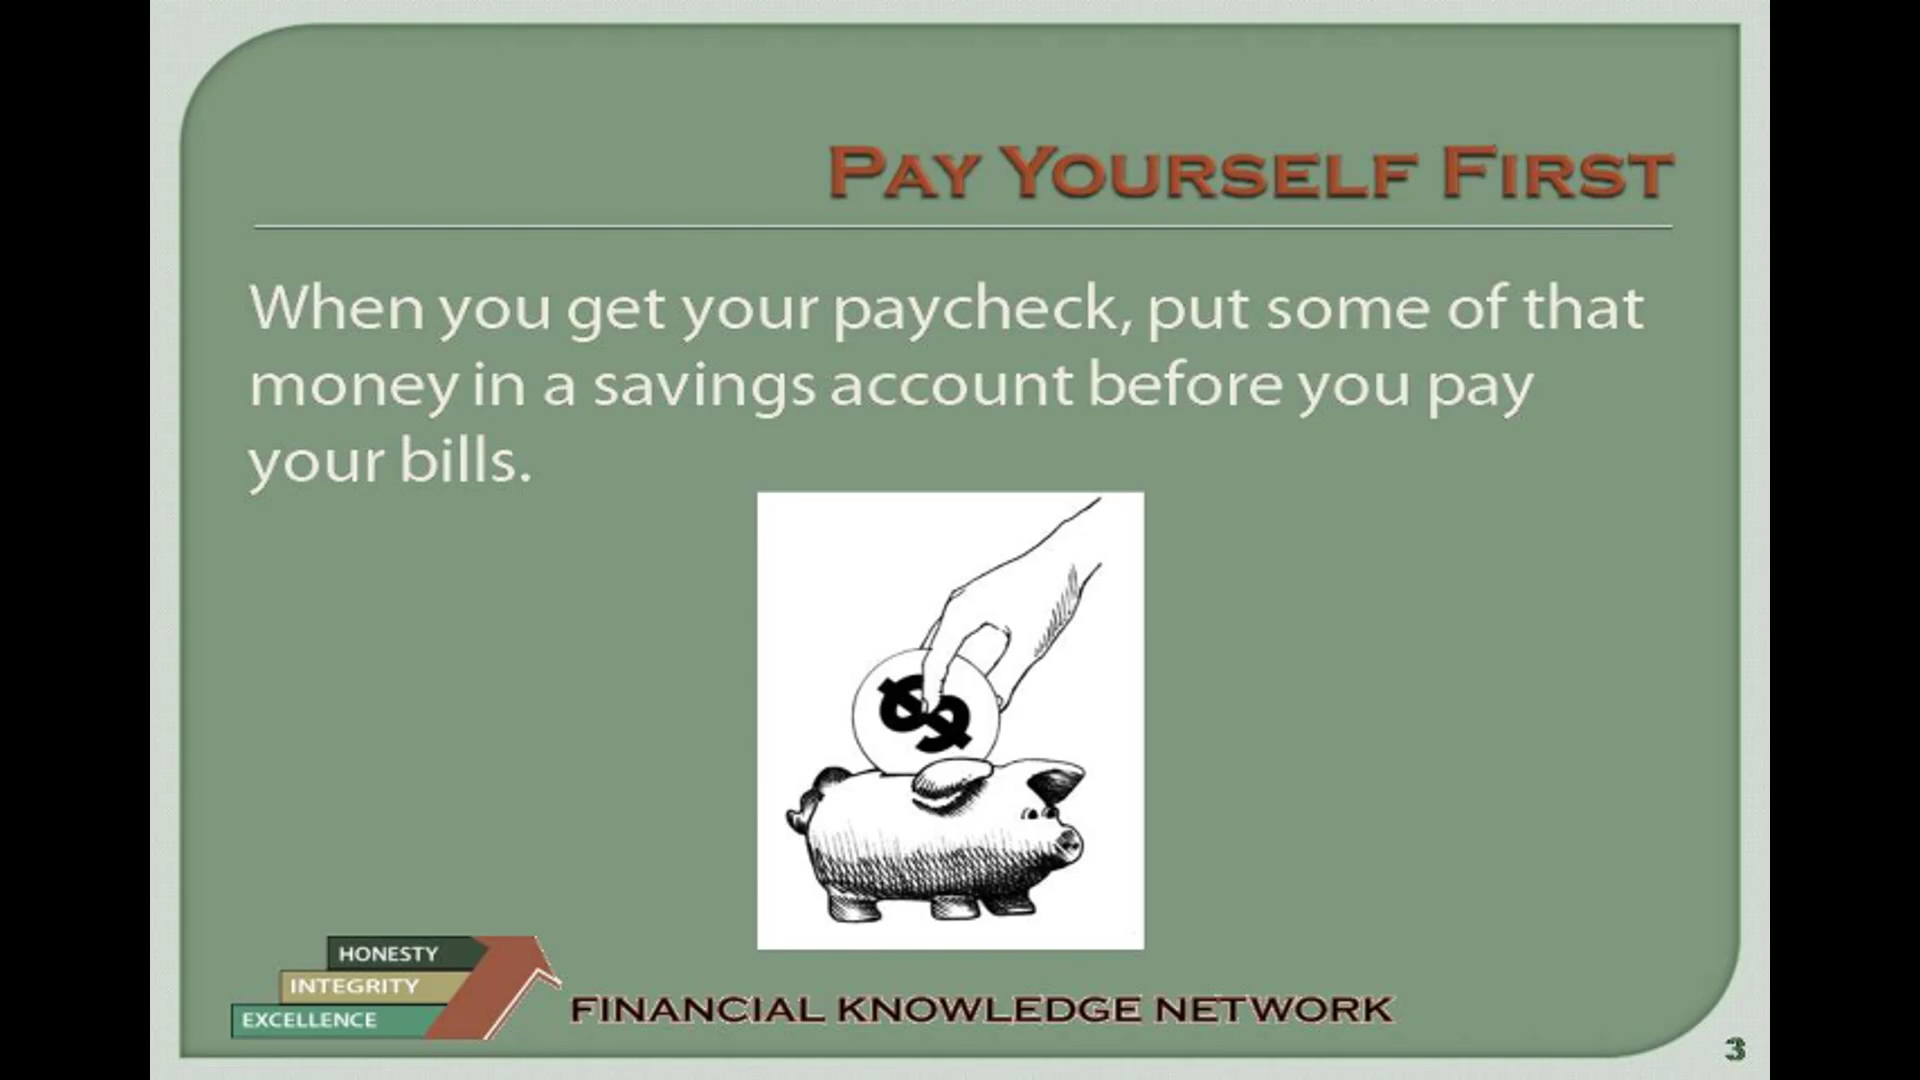 Pay Yourself First
When you get your paycheck, put some of that
money in a savings account before you pay
your bills.
$
HONESTY
INTEGRITY
EXCELLENCE
FINANCIAL KNOWLEDGE NETWORK
3